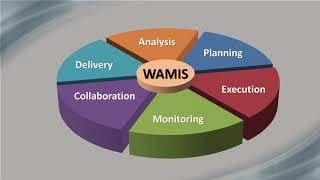 Analysis
Planning
Delivery
WAMIS
Collaboration
Execution
Monitoring